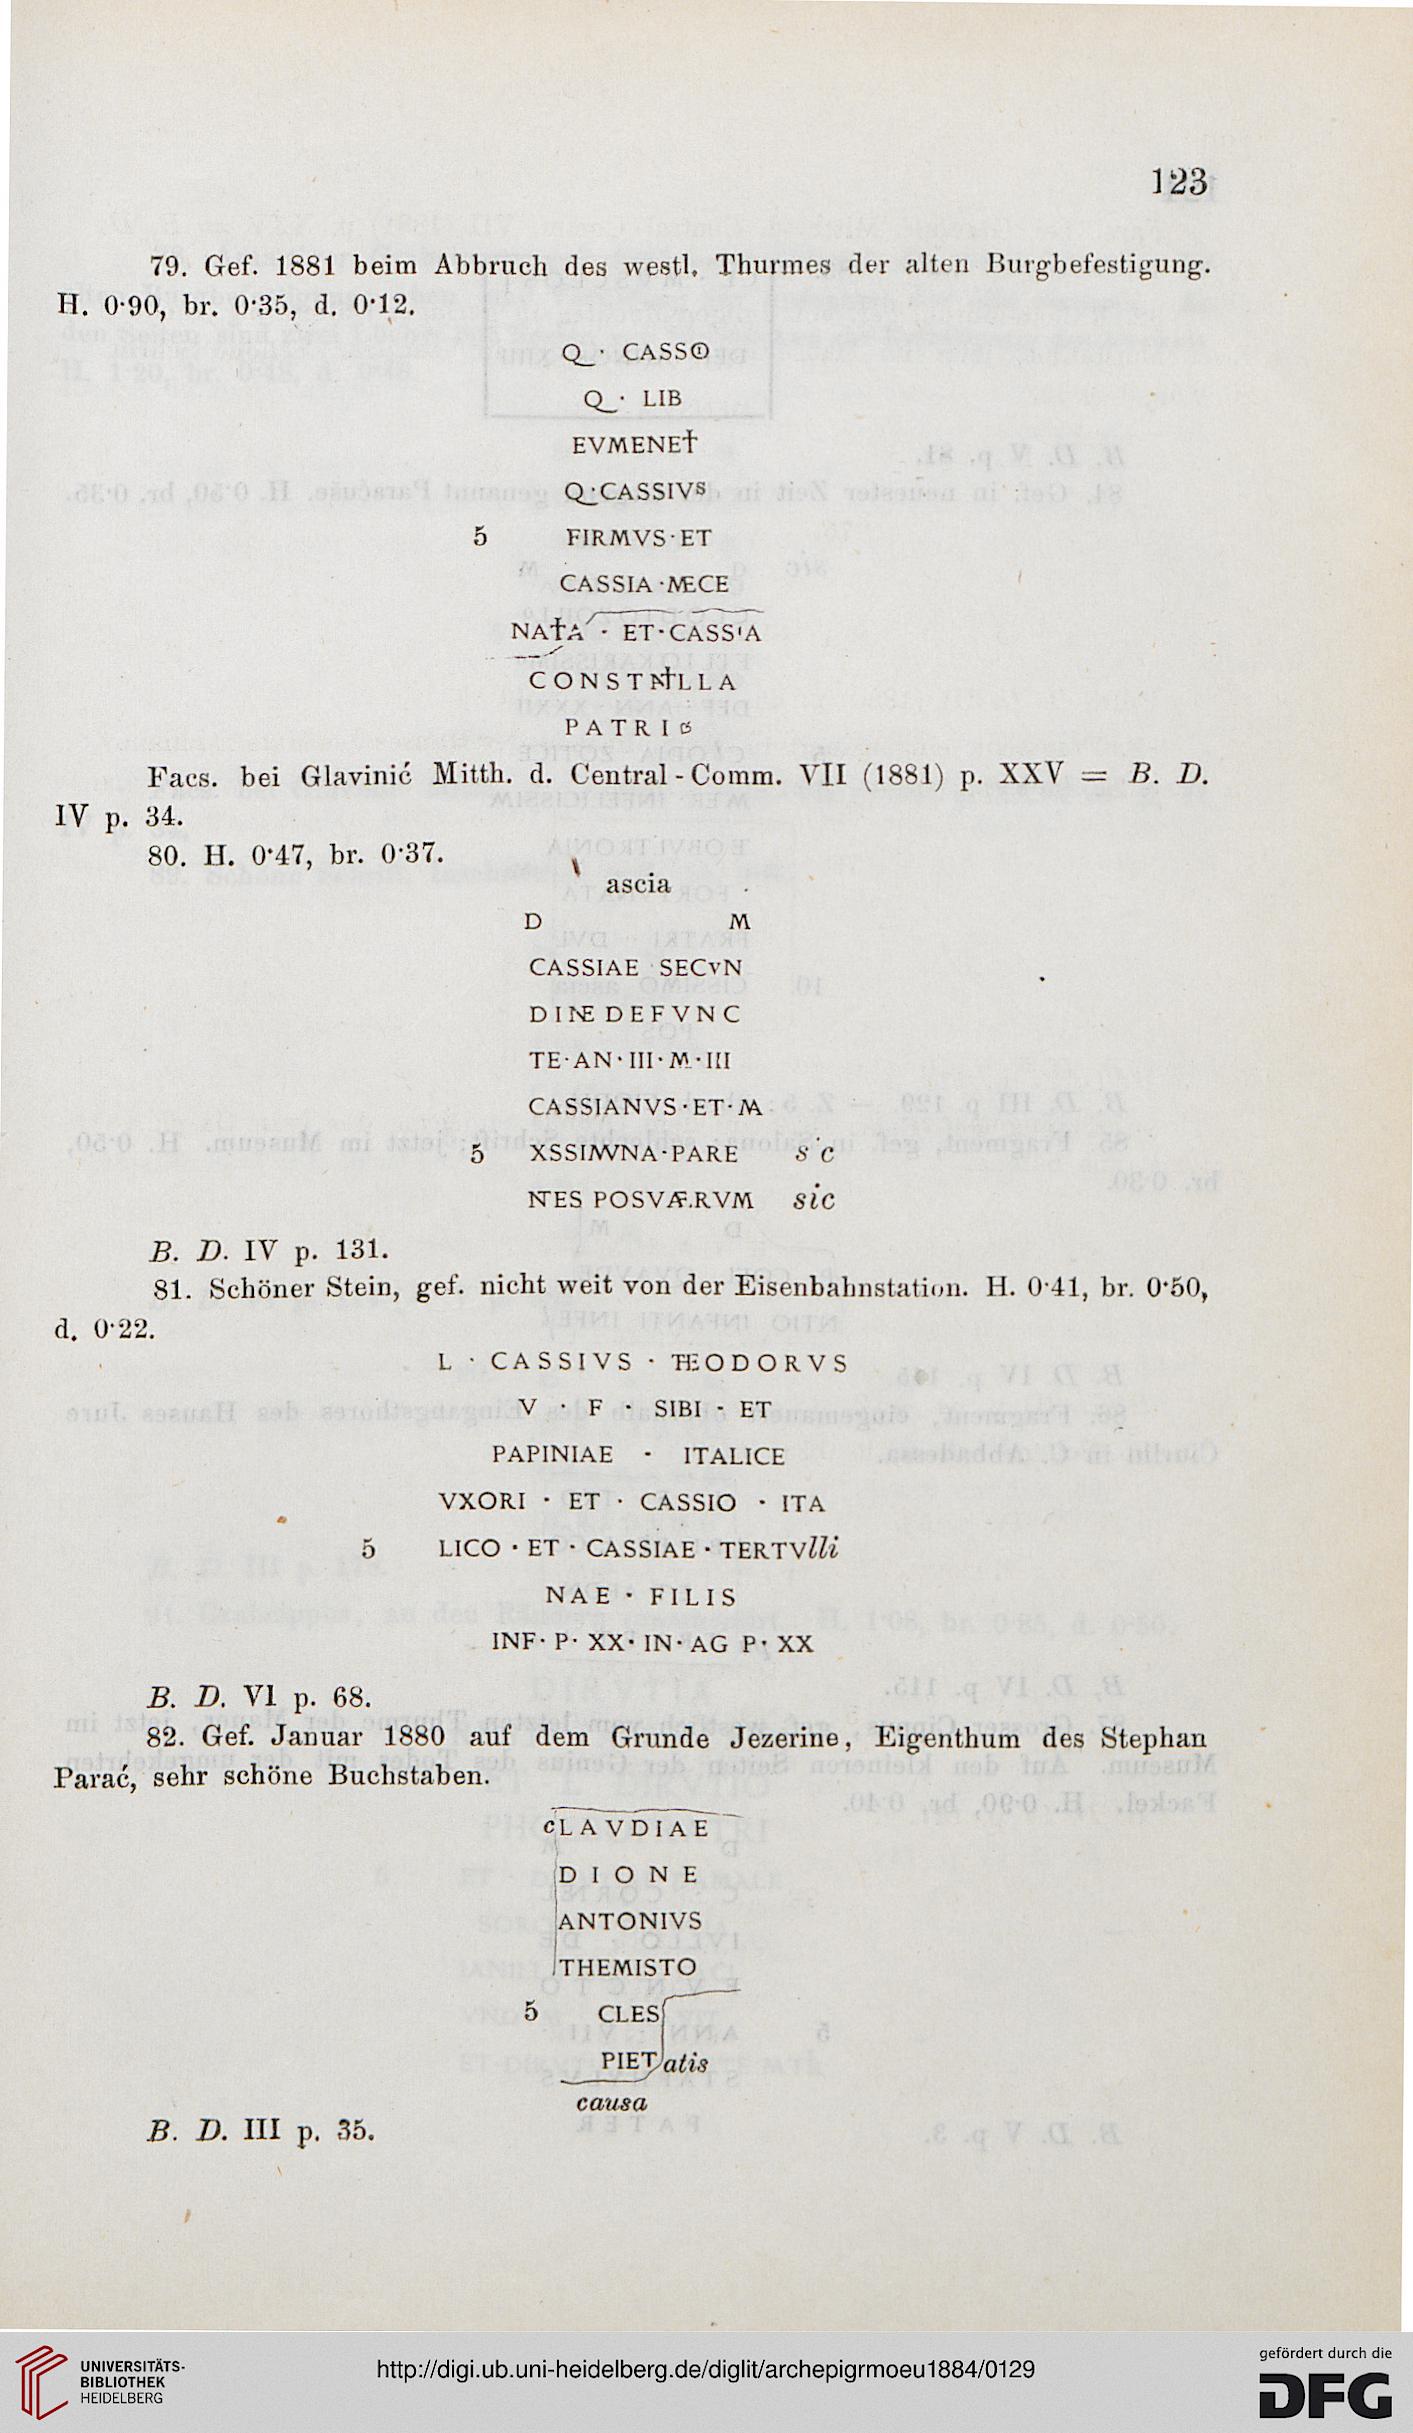 123
79. Gef. 1881 beim Abbruch des westl. Thurmes der alten Burgbefestigung.
H. 0·90, br. 0·35, d. 0·12.
Q · CASSO
Q · LIB
EVMENET
Q·CASSIVS
5 FIRMVS·ET
CASSIA·MECE
NATA · ET·CASSIA
CONSTNTLLA
PATRIS
Facs. bei Glavinić Mitth. d. Central-Comm. VII (1881) p. XXV = B. D.
IV p. 34.
80. H. 0·47, br. 0·37.
ascia
D M
CASSIAE SECVN
DINE DEFVNC
TE·AN·III·M·III
CASSIANVS·ET·MA
5 XSSIMVNA·PARE s c
NTES POSVAE.RVM sic
B. D. IV p. 131.
81. Schöner Stein, gef. nicht weit von der Eisenbahnstation. H. 0·41, br. 0·50,
d. 0·22.
L · CASSIVS · THEODORVS
V · F · SIBI · ET
PAPINIAE · ITALICE
VXORI · ET · CASSIO · ITA
5 LICO · ET · CASSIAE · TERTVlli
NAE · FILIS
INF· P· XX· IN· AG P· XX
B. D. VI p. 68.
82. Gef. Januar 1880 auf dem Grunde Jezerine, Eigenthum des Stephan
Parać, sehr schöne Buchstaben.
cLAVDIAE
DIONE
ANTONIVS
THEMISTO
5 CLES
PIETatis
causa
B. D. III p. 35.
UNIVERSITÄTS-
BIBLIOTHEK
HEIDELBERG
http://digi.ub.uni-heidelberg.de/diglit/archepigrmoeu1884/0129
gefördert durch die
DFG